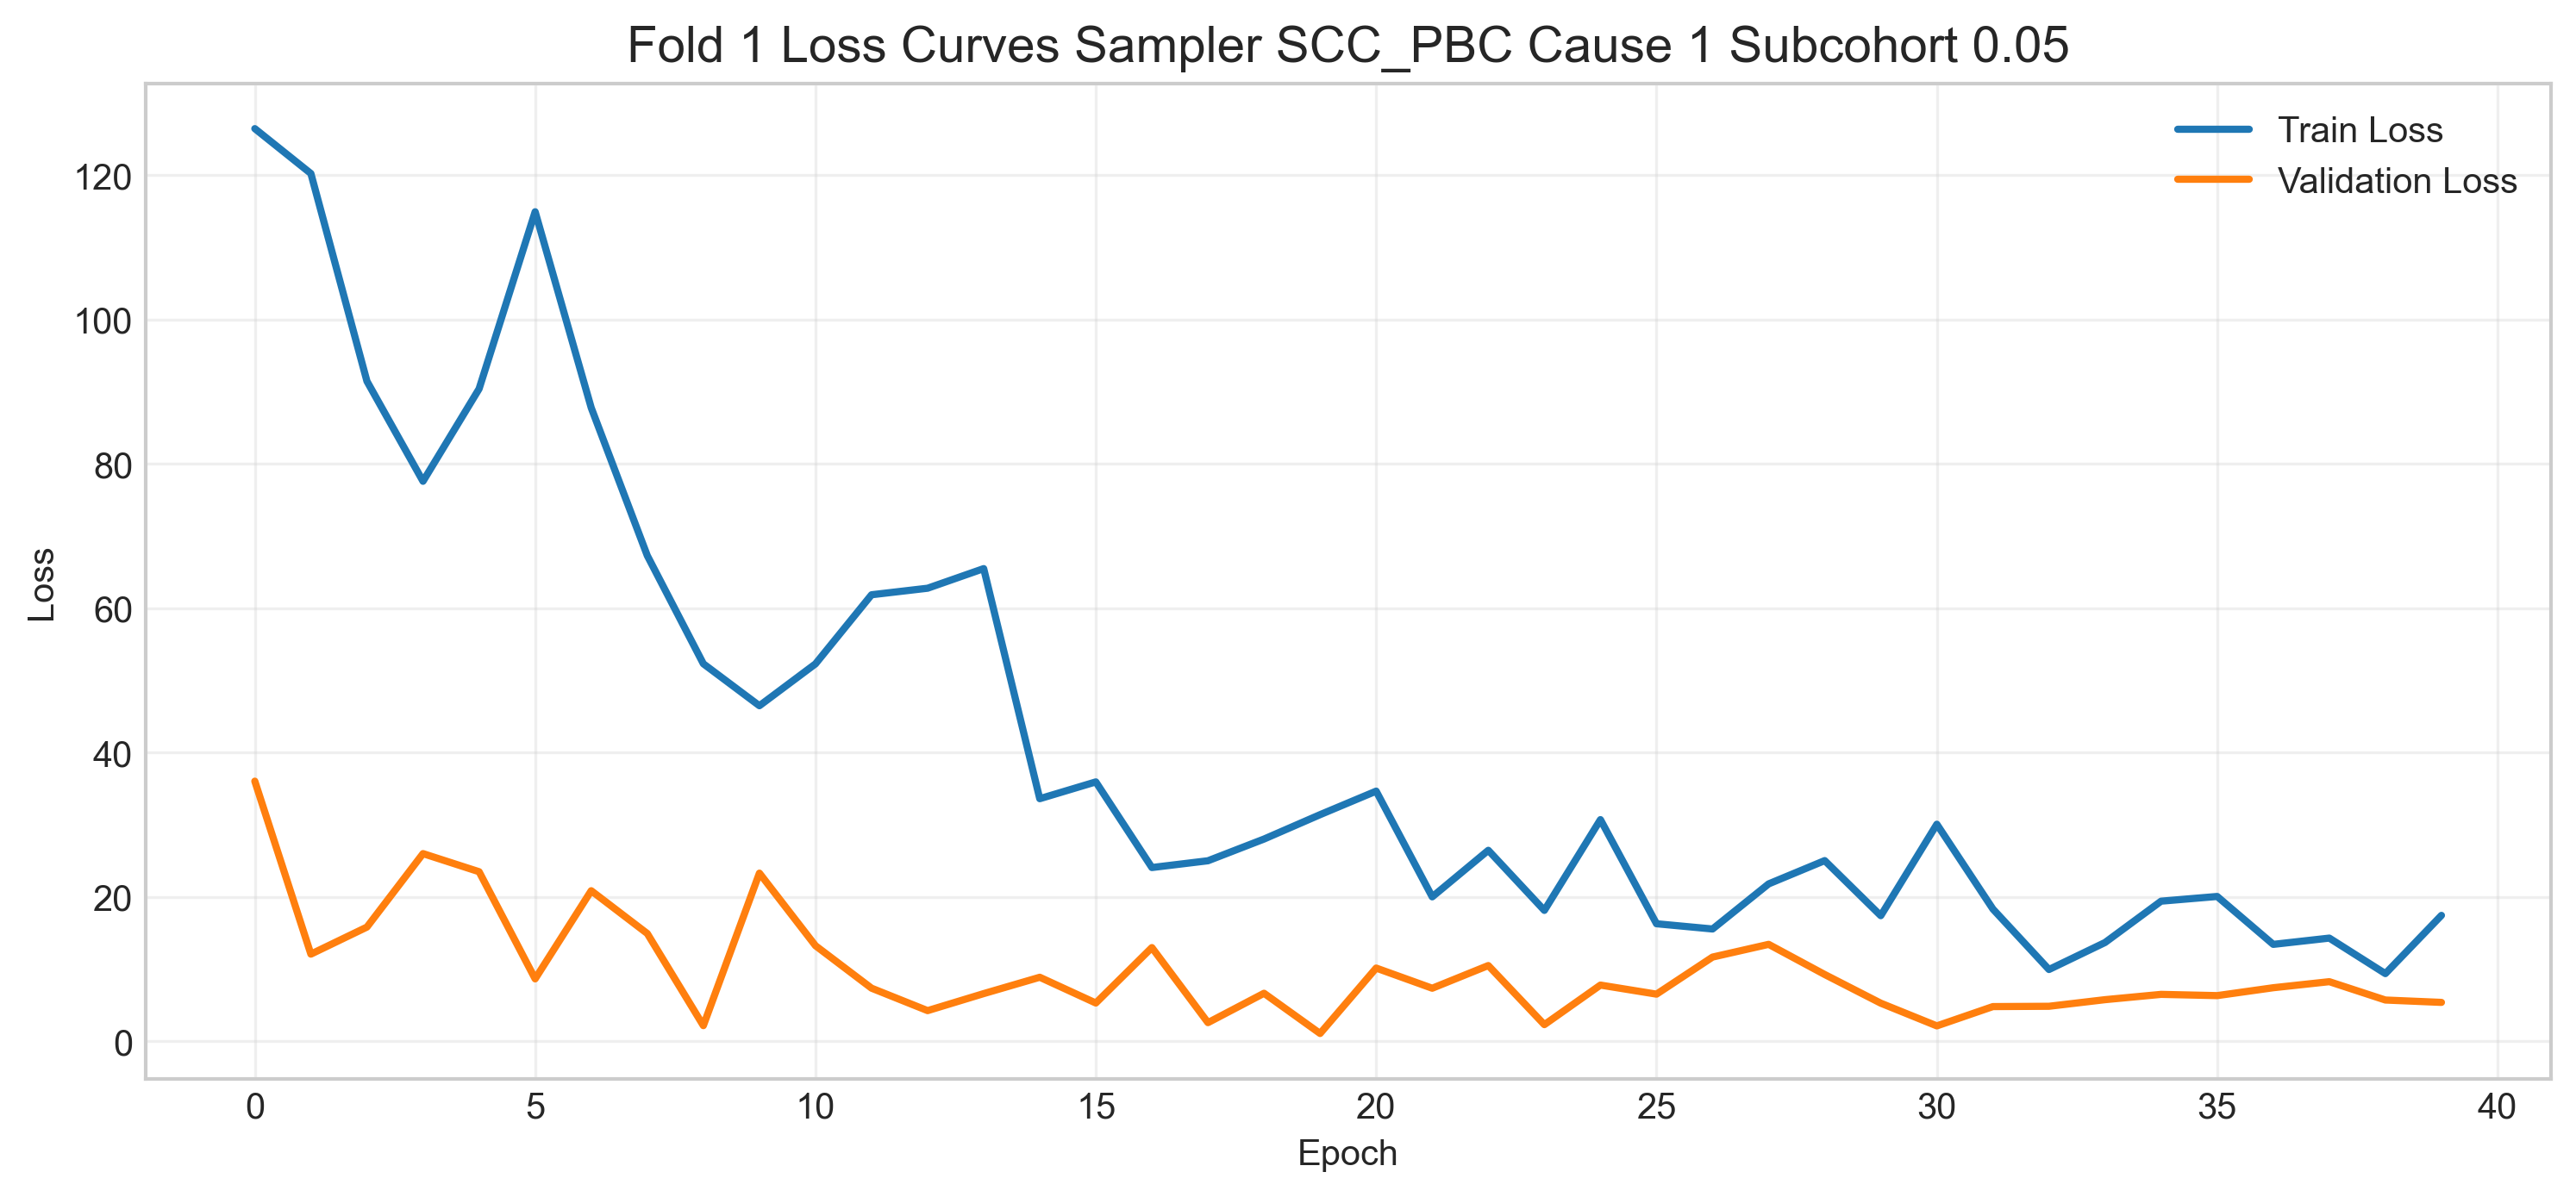 Fold 1 Loss Curves Sampler SCC_PBC Cause 1 Subcohort 0.05
Train Loss
Validation Loss
120
100
80
60
40
20
0
Loss
0 5 10 15 20 25 30 35 40
Epoch